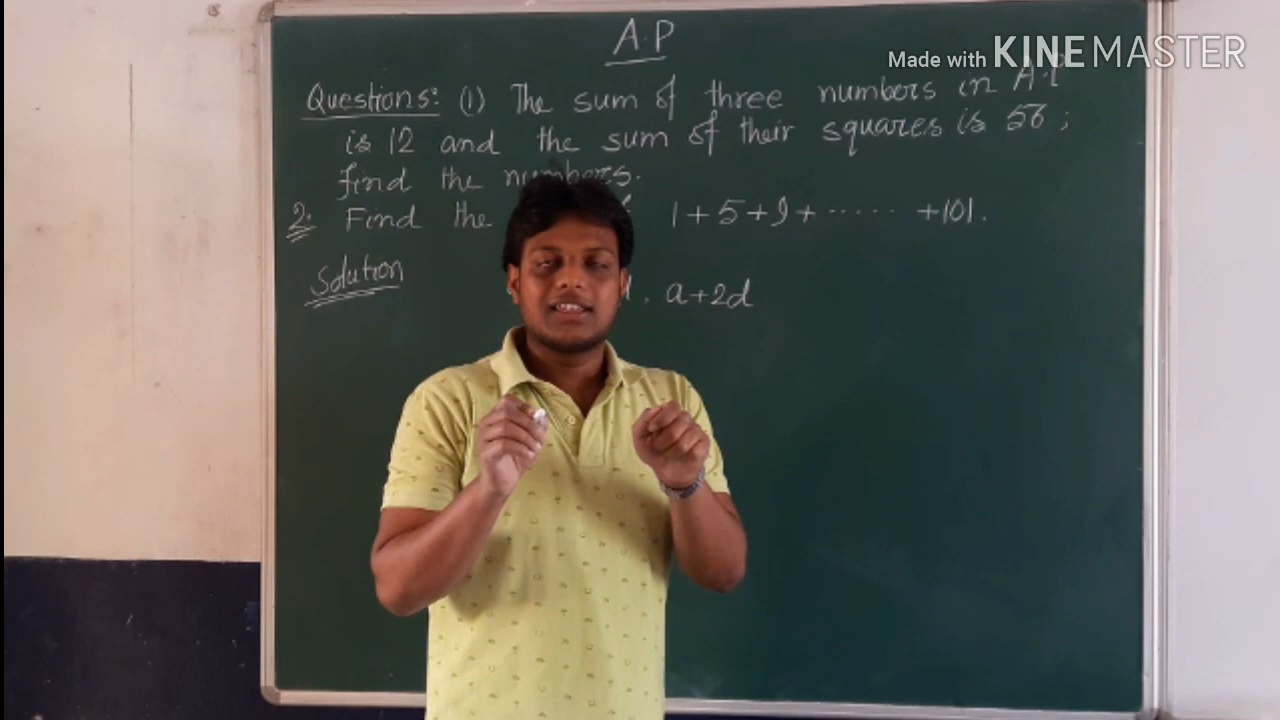 Made with KINEMASTER
A.P
Questions: (1) The sum of three numbers in A.P
is 12 and the sum of their squares is 56;
find the numbers.
2. Find the 1 + 5 + 9 + ...... + 101.
Solution
. a+2d